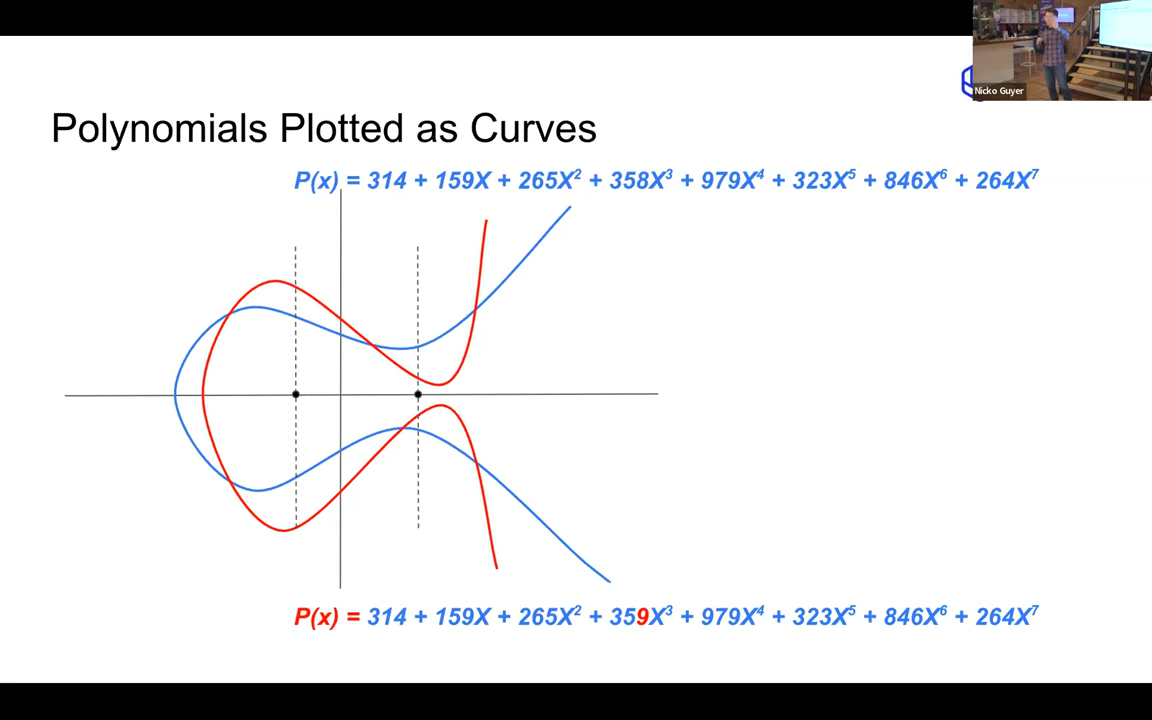 Nicko Guyer
Polynomials Plotted as Curves
P(x) = 314 + 159X + 265X² + 358X³ + 979X⁴ + 323X⁵ + 846X⁶ + 264X⁷
P(x) = 314 + 159X + 265X² + 359X³ + 979X⁴ + 323X⁵ + 846X⁶ + 264X⁷